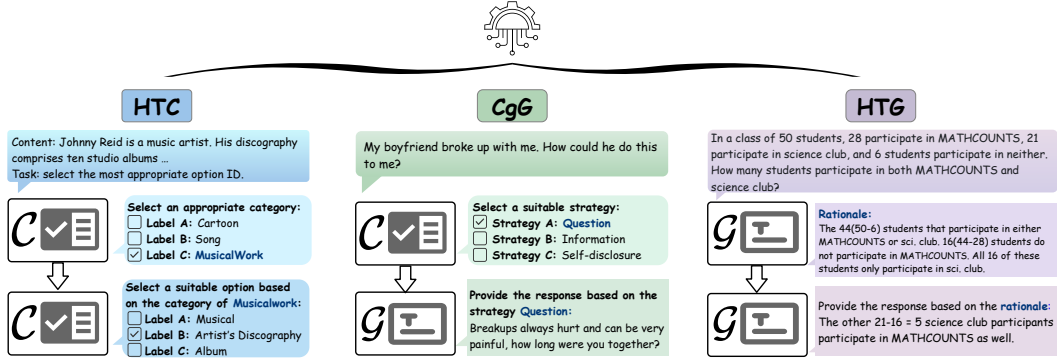 HTC
Content: Johnny Reid is a music artist. His discography
comprises ten studio albums ...
Task: select the most appropriate option ID.
C
Select an appropriate category:
Label A: Cartoon
Label B: Song
Label C: MusicalWork
C
Select a suitable option based
on the category of Musicalwork:
Label A: Musical
Label B: Artist's Discography
Label C: Album
CgG
My boyfriend broke up with me. How could he do this
to me?
C
Select a suitable strategy:
Strategy A: Question
Strategy B: Information
Strategy C: Self-disclosure
G
Provide the response based on the
strategy Question:
Breakups always hurt and can be very
painful, how long were you together?
HTG
In a class of 50 students, 28 participate in MATHCOUNTS, 21
participate in science club, and 6 students participate in neither.
How many students participate in both MATHCOUNTS and
science club?
G
Rationale:
The 44(50-6) students that participate in either
MATHCOUNTS or sci. club. 16(44-28) students do
not participate in MATHCOUNTS. All 16 of these
students only participate in sci. club.
G
Provide the response based on the rationale:
The other 21-16 = 5 science club participants
participate in MATHCOUNTS as well.